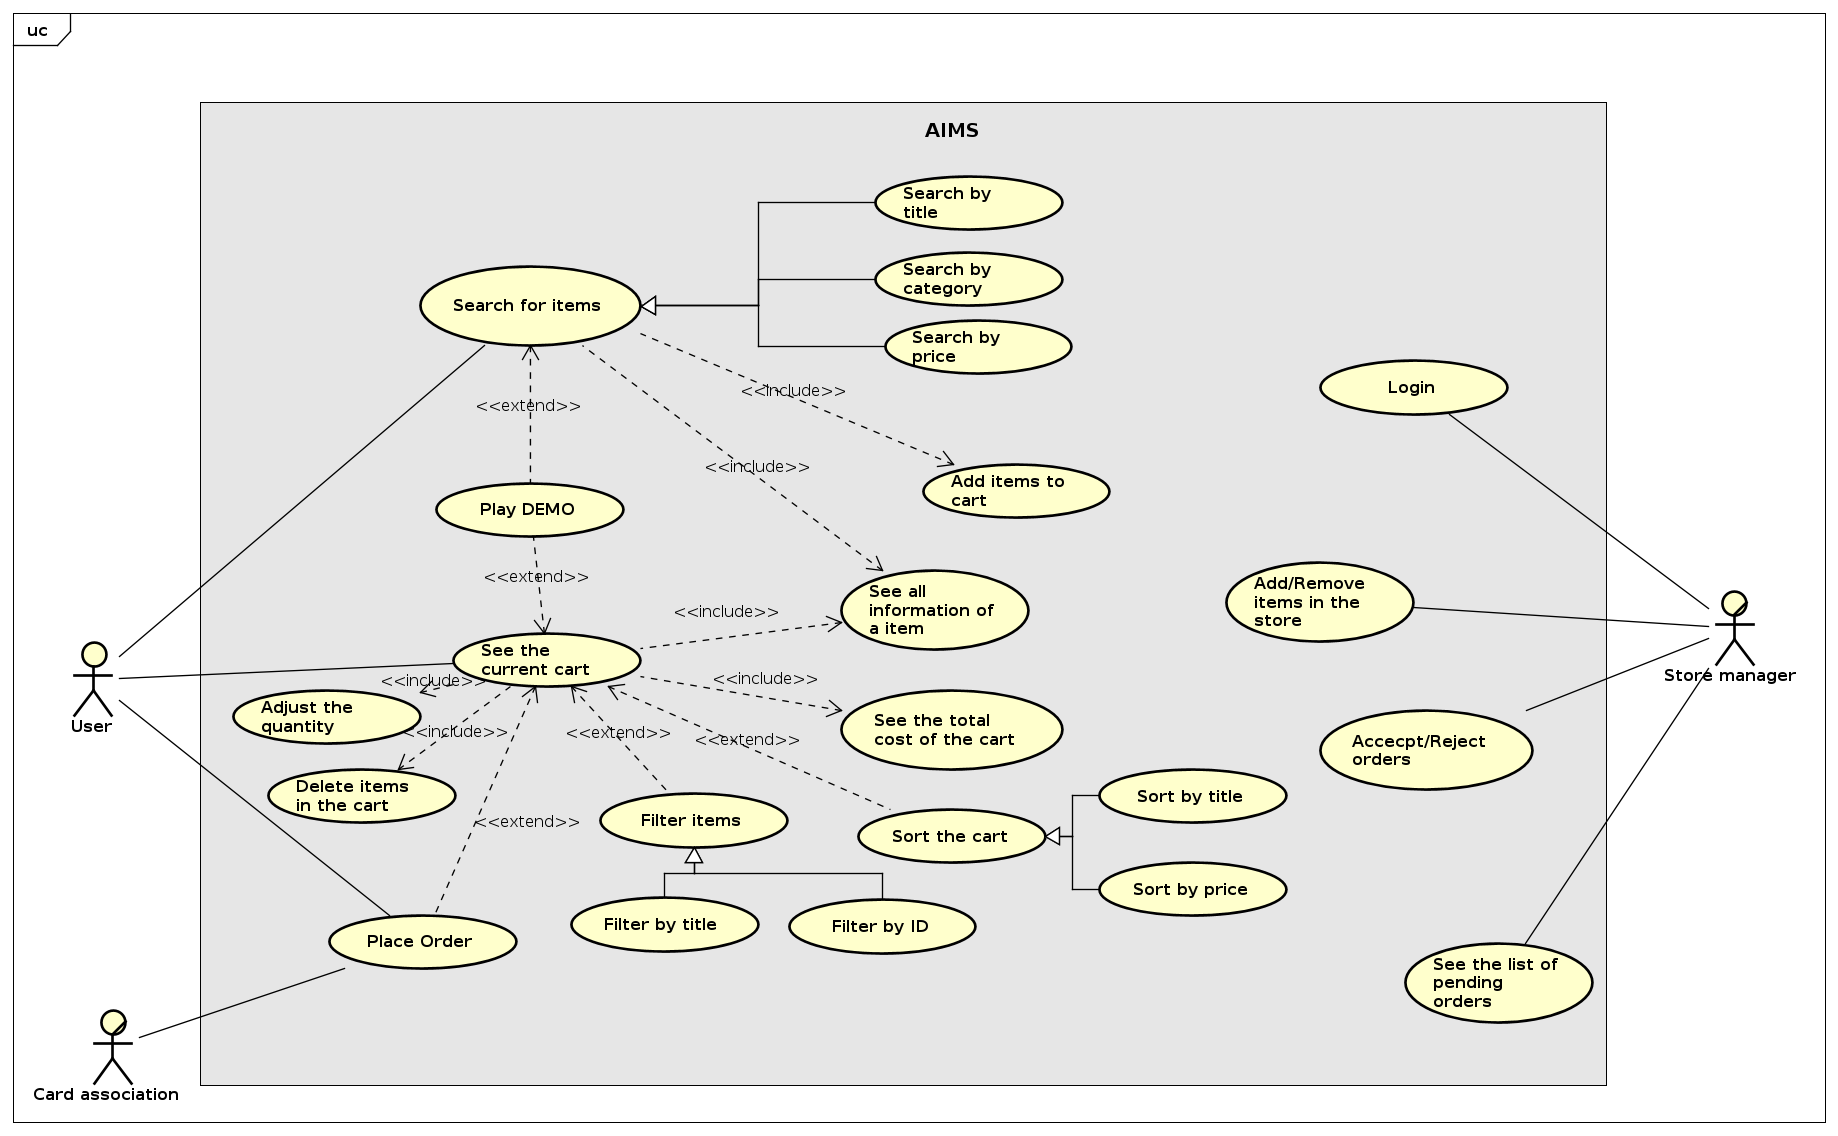 uc
AIMS
Search by
title
Search by
category
Search for items
Search by
price
<<include>>
Login
<<extend>>
<<include>>
Add items to
cart
Play DEMO
<<extend>>
See all
information of
a item
Add/Remove
items in the
store
<<include>>
See the
current cart
Store manager
<<include>>
<<include>>
User
Adjust the
quantity
<<include>>
<<extend>>
<<extend>>
See the total
cost of the cart
Accecpt/Reject
orders
Delete items
in the cart
Sort by title
<<extend>>
Filter items
Sort the cart
Sort by price
Filter by title
Filter by ID
Place Order
See the list of
pending
orders
Card association